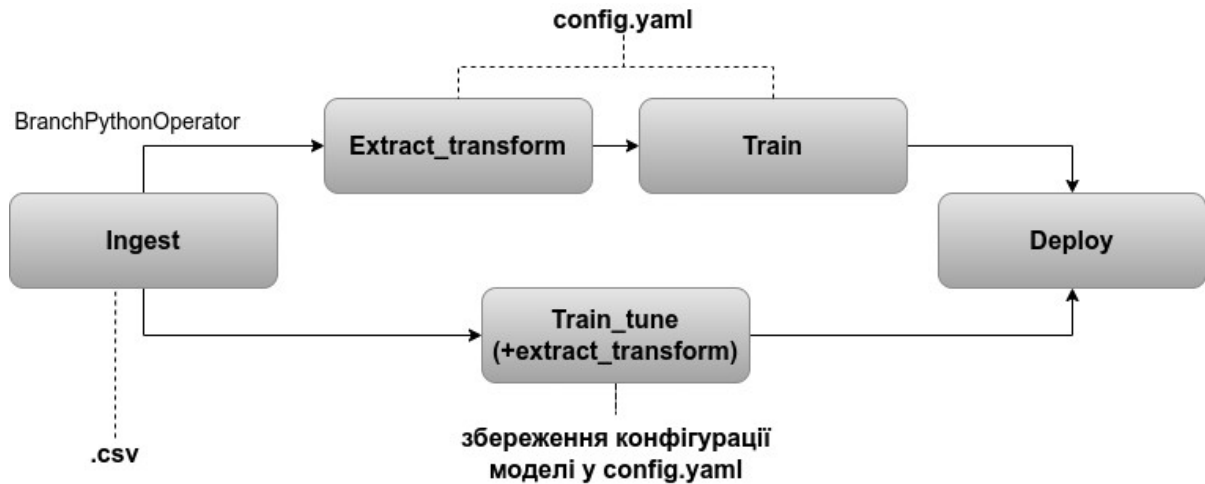 config.yaml
BranchPythonOperator
Extract_transform
Train
Ingest
Deploy
Train_tune
(+extract_transform)
.csv
збереження конфігурації
моделі у config.yaml